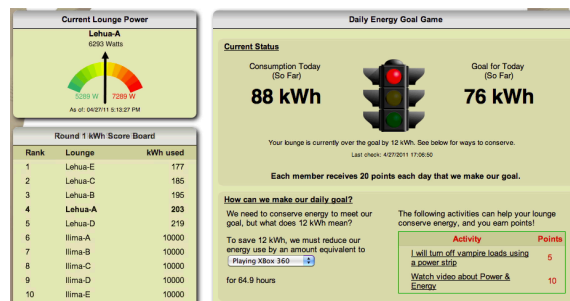 Current Lounge Power
Lehua-A
6293 Watts
5289 W 7289 W
As of: 04/27/11 5:13:27 PM
Round 1 kWh Score Board
Rank Lounge kWh used
1 Lehua-E 177
2 Lehua-C 185
3 Lehua-B 195
4 Lehua-A 203
5 Lehua-D 219
6 Ilima-A 10000
7 Ilima-B 10000
8 Ilima-C 10000
9 Ilima-D 10000
10 Ilima-E 10000
Daily Energy Goal Game
Current Status
Consumption Today
(So Far)
88 kWh
Goal for Today
(So Far)
76 kWh
Your lounge is currently over the goal by 12 kWh. See below for ways to conserve.
Last check: 4/27/2011 17:06:50
Each member receives 20 points each day that we make our goal.
How can we make our daily goal?
We need to conserve energy to meet our
goal, but what does 12 kWh mean?
To save 12 kWh, we must reduce our
energy use by an amount equivalent to
Playing XBox 360
for 64.9 hours
The following activities can help your lounge
conserve energy, and you earn points!
Activity Points
I will turn off vampire loads using
a power strip
5
Watch video about Power &
Energy
10